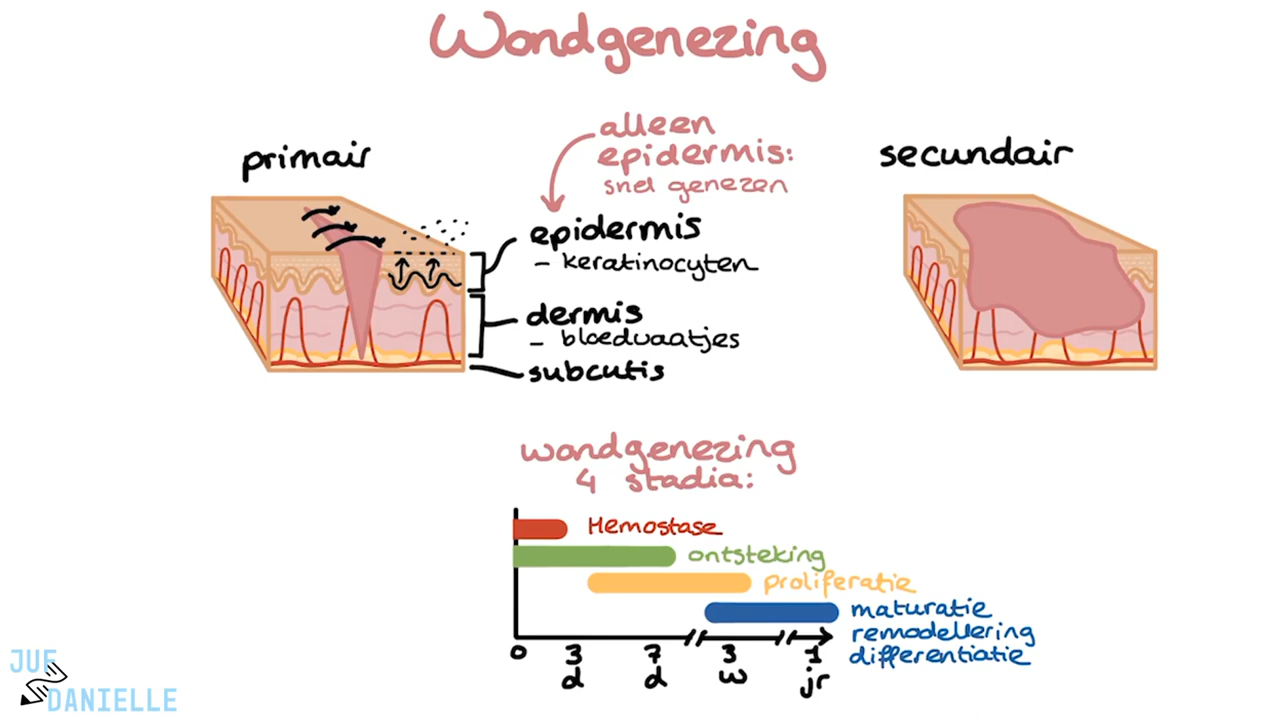 Wondgenezing
primair
alleen
epidermis:
snel genezen
secundair
epidermis
- keratinocyten
dermis
- bloedvaatjes
subcutis
wondgenezing
4 stadia:
Hemostase
ontsteking
proliferatie
maturatie
remodellering
differentiatie
0 3 7 3 1
d d w jr
JUF
DANIELLE